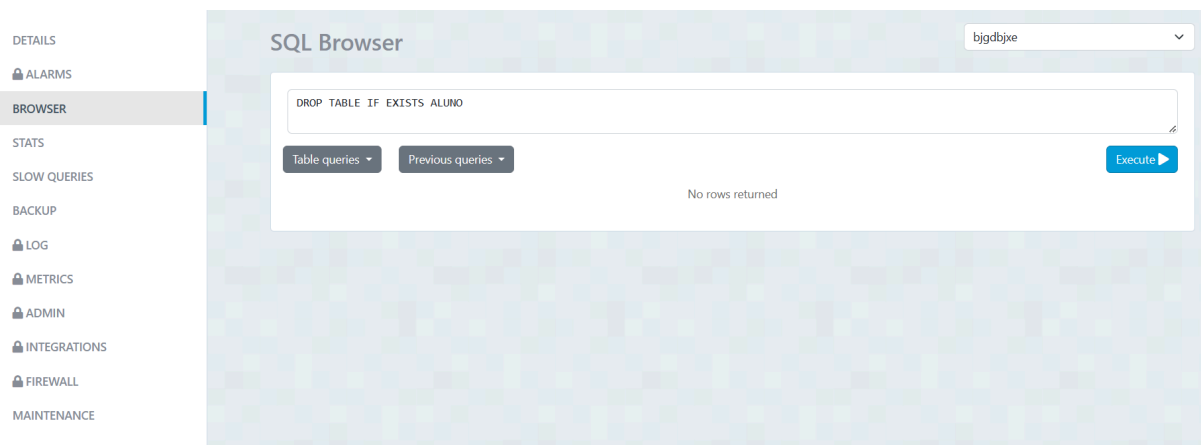 DETAILS
ALARMS
BROWSER
STATS
SLOW QUERIES
BACKUP
LOG
METRICS
ADMIN
INTEGRATIONS
FIREWALL
MAINTENANCE
SQL Browser
bjgdbjxe
DROP TABLE IF EXISTS ALUNO
Table queries
Previous queries
Execute
No rows returned